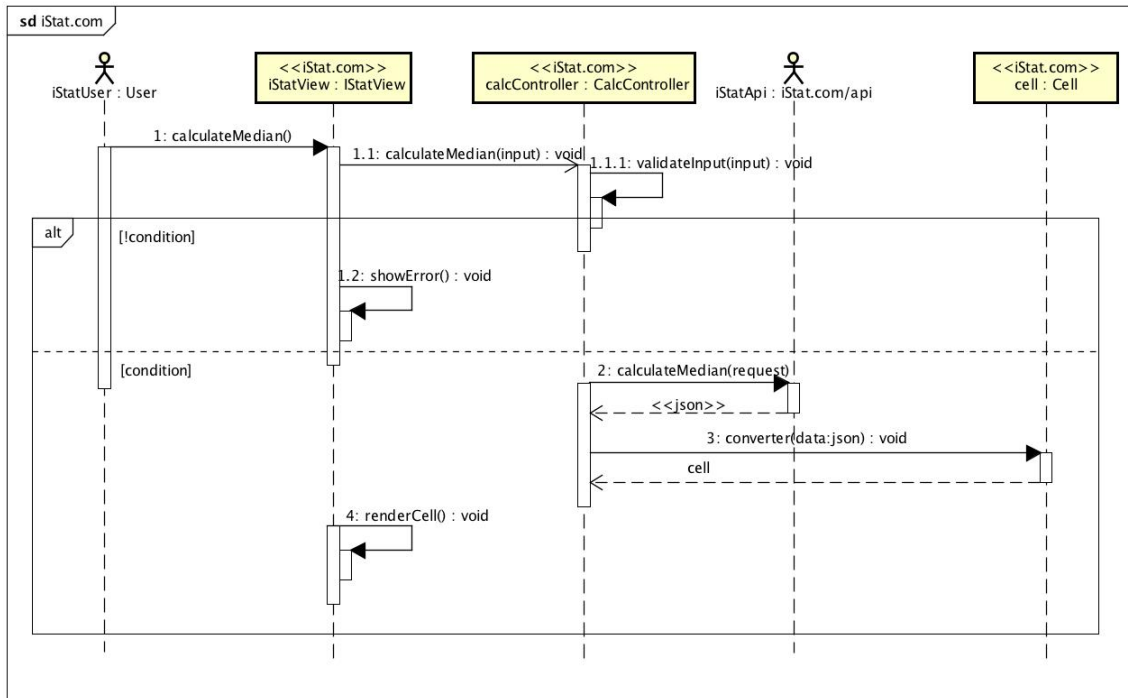 sd iStat.com
iStatUser : User
<<iStat.com>>
iStatView : IStatView
<<iStat.com>>
calcController : CalcController
iStatApi : iStat.com/api
<<iStat.com>>
cell : Cell
1: calculateMedian()
1.1: calculateMedian(input) : void
1.1.1: validateInput(input) : void
alt
[!condition]
1.2: showError() : void
[condition]
2: calculateMedian(request)
<<json>>
3: converter(data:json) : void
cell
4: renderCell() : void